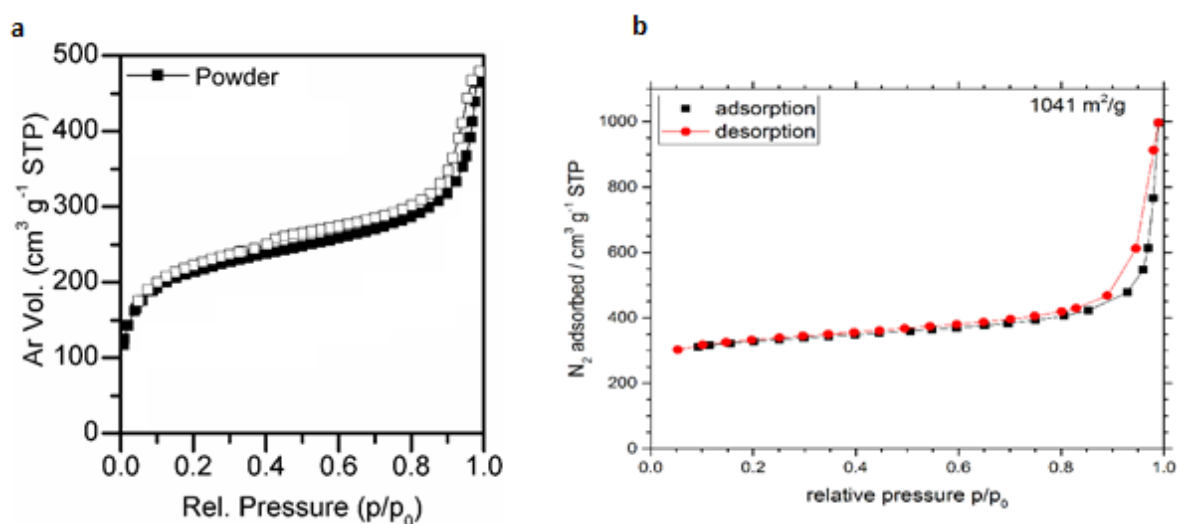 a
500
400
300
200
100
0
Ar Vol. (cm³ g⁻¹ STP)
Powder
0.0 0.2 0.4 0.6 0.8 1.0
Rel. Pressure (p/p₀)
b
1000
800
600
400
200
0
N₂ adsorbed / cm³ g⁻¹ STP
adsorption
desorption
1041 m²/g
0.0 0.2 0.4 0.6 0.8 1.0
relative pressure p/p₀